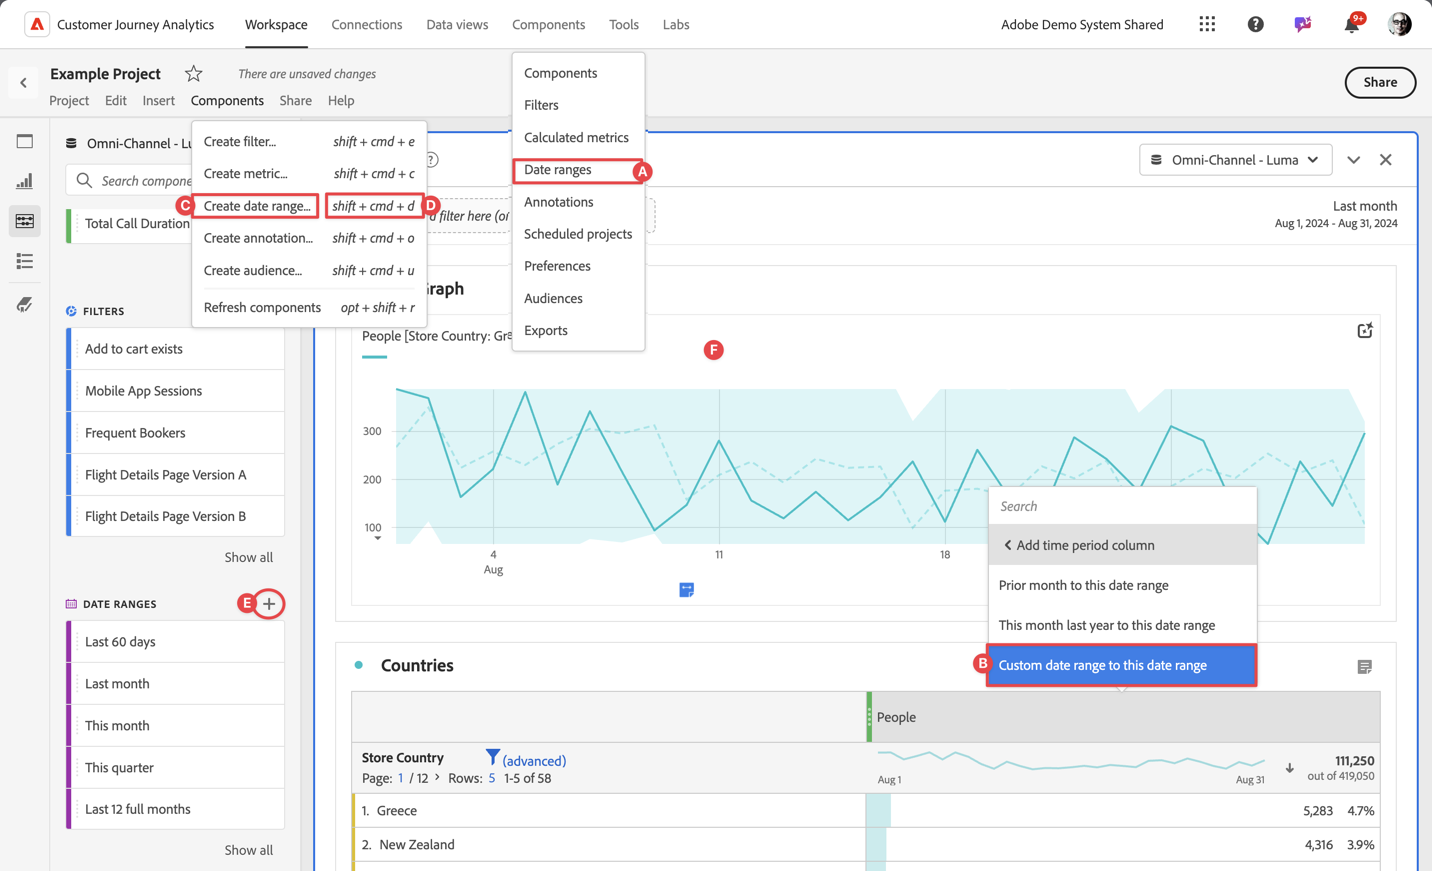 Customer Journey Analytics
Workspace
Connections
Data views
Components
Tools
Labs
Adobe Demo System Shared
9+
Example Project
There are unsaved changes
Share
Project
Edit
Insert
Components
Share
Help
Components
Filters
Calculated metrics
Date ranges
A
Annotations
Scheduled projects
Preferences
Audiences
Exports
Omni-Channel - Lu
Search compone
Total Call Duration
Create filter...
shift + cmd + e
Create metric...
shift + cmd + c
C
Create date range...
shift + cmd + d
D
Create annotation...
shift + cmd + o
Create audience...
shift + cmd + u
Refresh components
opt + shift + r
?
Omni-Channel - Luma
d filter here (or
Last month
Aug 1, 2024 - Aug 31, 2024
FILTERS
Add to cart exists
Mobile App Sessions
Frequent Bookers
Flight Details Page Version A
Flight Details Page Version B
Show all
DATE RANGES
E
+
Last 60 days
Last month
This month
This quarter
Last 12 full months
Show all
raph
People [Store Country: Gre
F
300
200
100
4
Aug
11
18
Search
Add time period column
Prior month to this date range
This month last year to this date range
B
Custom date range to this date range
Countries
People
Store Country
(advanced)
Page: 1 / 12 > Rows: 5 1-5 of 58
Aug 1
Aug 31
111,250
out of 419,050
1. Greece
5,283 4.7%
2. New Zealand
4,316 3.9%